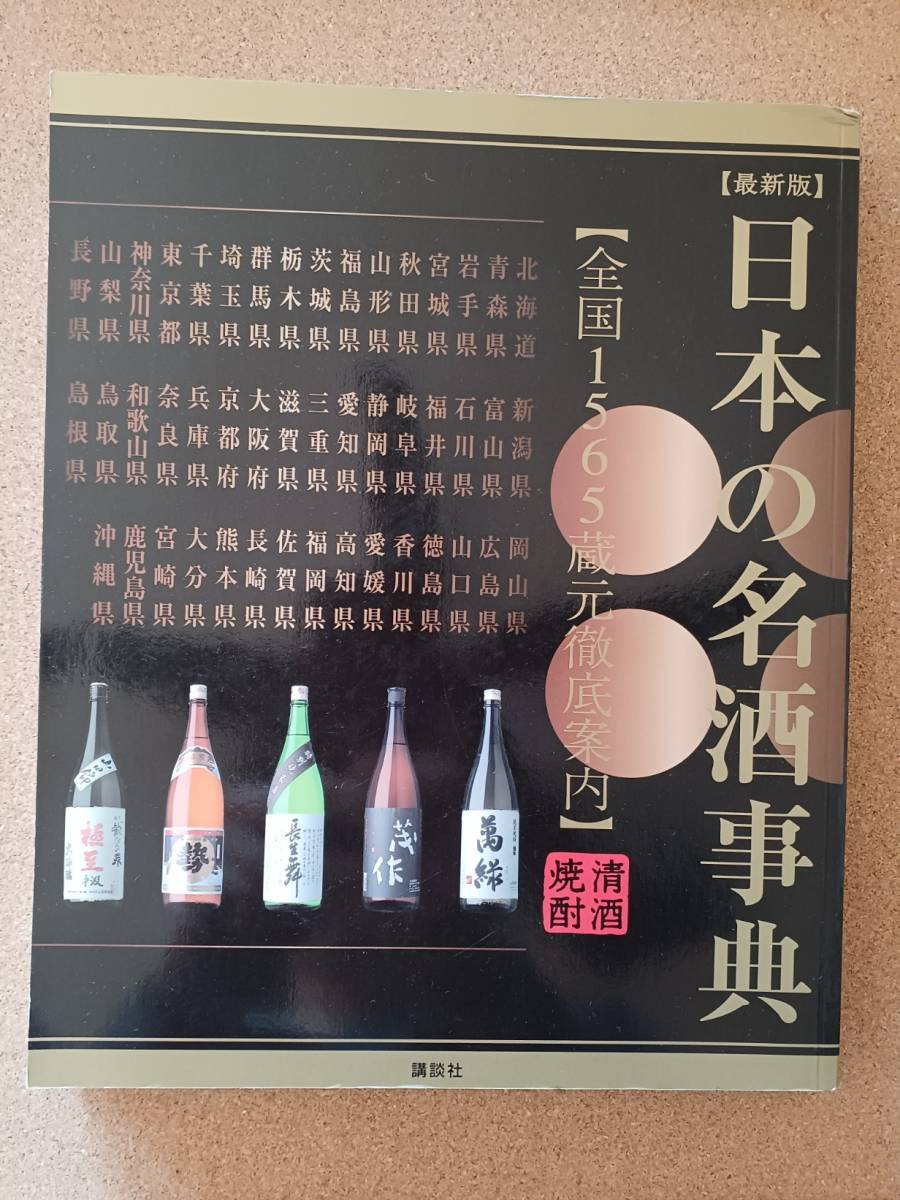 【最新版】
日本の名酒事典
【全国1565蔵元徹底案内】
清酒
焼酎
北海道
青森県
岩手県
宮城県
秋田県
山形県
福島県
茨城県
栃木県
群馬県
埼玉県
千葉県
東京都
神奈川県
山梨県
長野県
新潟県
富山県
石川県
福井県
岐阜県
静岡県
愛知県
三重県
滋賀県
大阪府
京都府
兵庫県
奈良県
和歌山県
鳥取県
島根県
岡山県
広島県
山口県
徳島県
香川県
愛媛県
高知県
福岡県
佐賀県
長崎県
熊本県
大分県
宮崎県
鹿児島県
沖縄県
萬緑
茂作
長生舞
極至
講談社